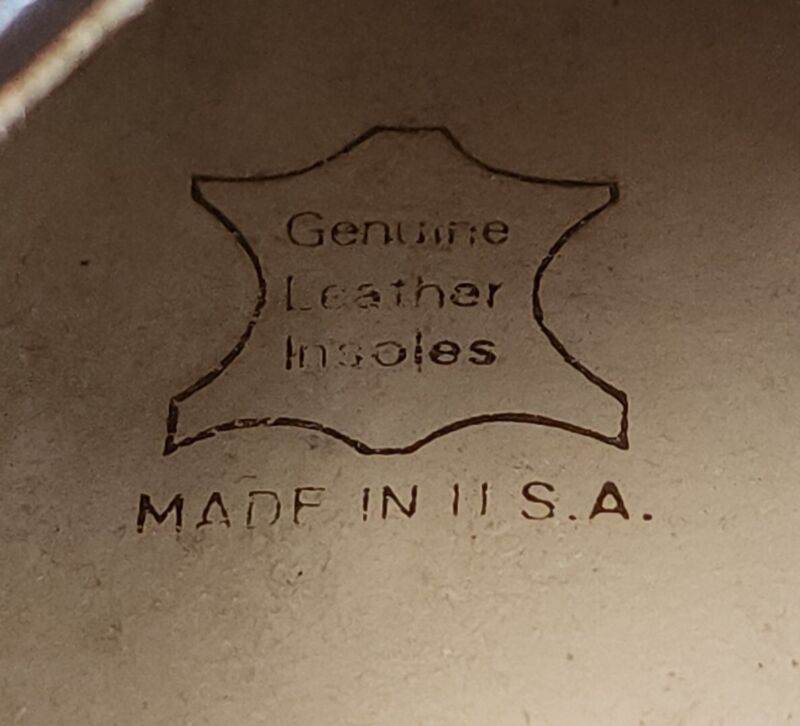 Genuine
Leather
Insoles
MADE IN U.S.A.